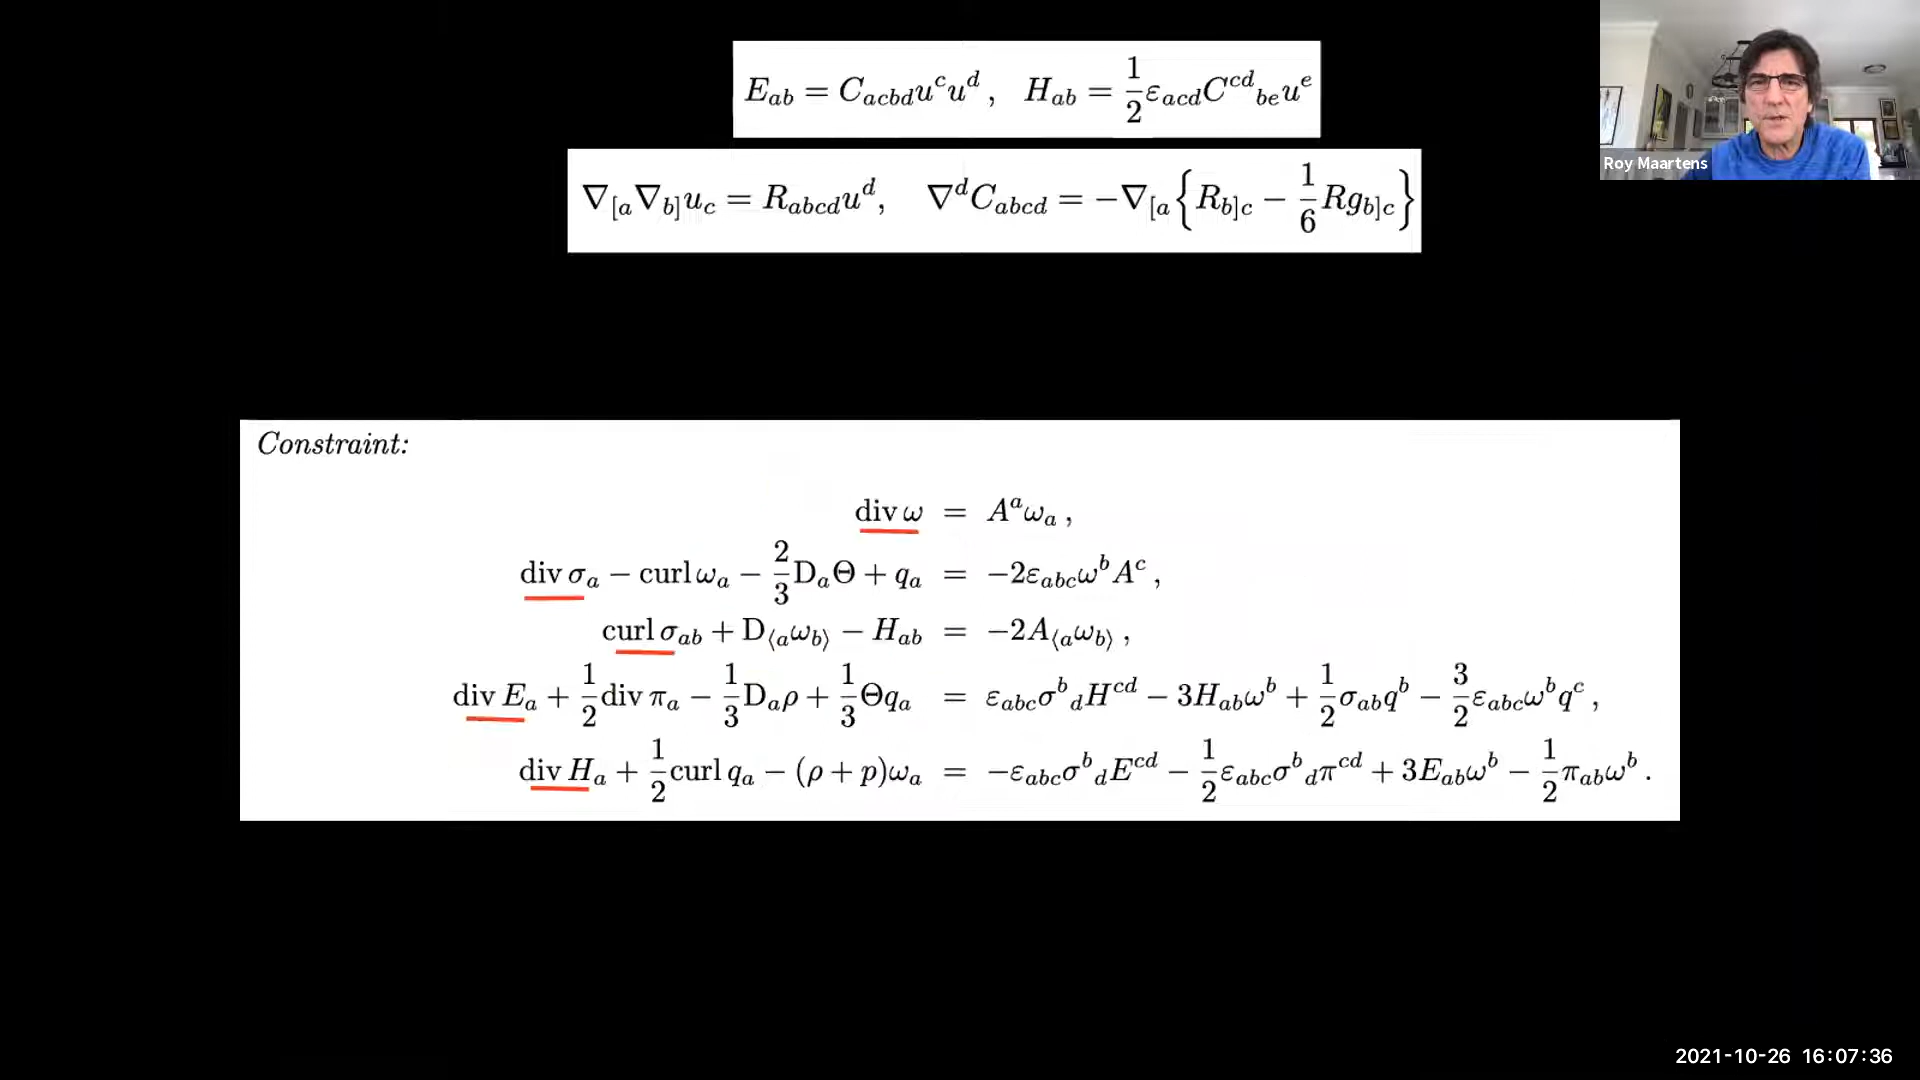 E_{ab} = C_{acbd}u^c u^d , H_{ab} = \frac{1}{2}ε_{acd}C^{cd}{}_{be}u^e
Roy Maartens
∇_{[a}∇_{b]}u_c = R_{abcd}u^d, ∇^d C_{abcd} = −∇_{[a}\left\{R_{b]c} − \frac{1}{6}Rg_{b]c}\right\}
Constraint:
div ω = A^a ω_a ,
div σ_a − curl ω_a − \frac{2}{3}D_aΘ + q_a = −2ε_{abc}ω^b A^c ,
curl σ_{ab} + D_{⟨a}ω_{b⟩} − H_{ab} = −2A_{⟨a}ω_{b⟩} ,
div E_a + \frac{1}{2}div π_a − \frac{1}{3}D_aρ + \frac{1}{3}Θq_a = ε_{abc}σ^b{}_d H^{cd} − 3H_{ab}ω^b + \frac{1}{2}σ_{ab}q^b − \frac{3}{2}ε_{abc}ω^b q^c ,
div H_a + \frac{1}{2}curl q_a − (ρ + p)ω_a = −ε_{abc}σ^b{}_d E^{cd} − \frac{1}{2}ε_{abc}σ^b{}_d π^{cd} + 3E_{ab}ω^b − \frac{1}{2}π_{ab}ω^b .
2021-10-26 16:07:36